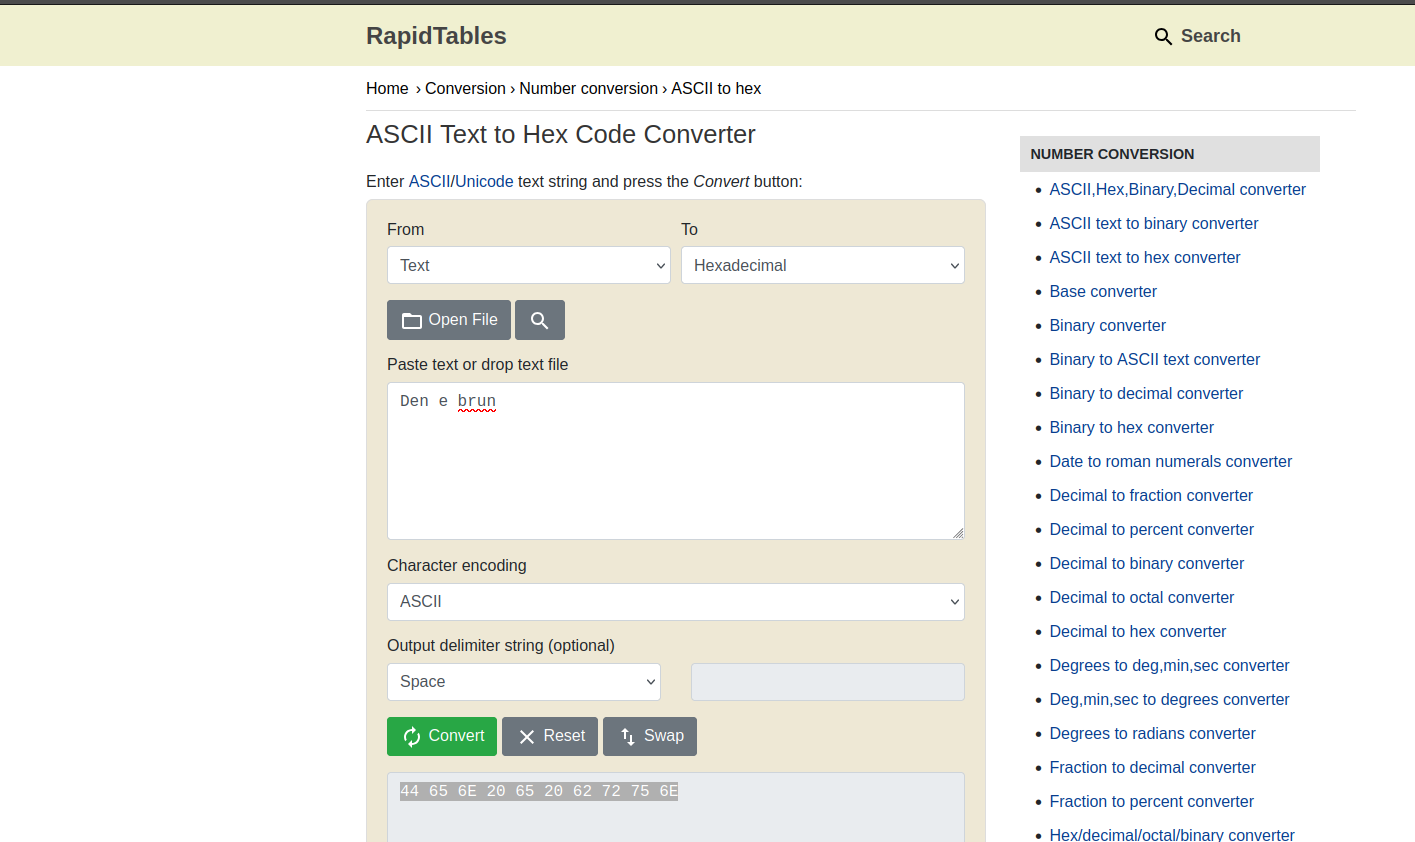 RapidTables
Search
Home › Conversion › Number conversion › ASCII to hex
ASCII Text to Hex Code Converter
Enter ASCII/Unicode text string and press the Convert button:
From
To
Text
Hexadecimal
Open File
Paste text or drop text file
Den e brun
Character encoding
ASCII
Output delimiter string (optional)
Space
Convert
Reset
Swap
44 65 6E 20 65 20 62 72 75 6E
NUMBER CONVERSION
ASCII,Hex,Binary,Decimal converter
ASCII text to binary converter
ASCII text to hex converter
Base converter
Binary converter
Binary to ASCII text converter
Binary to decimal converter
Binary to hex converter
Date to roman numerals converter
Decimal to fraction converter
Decimal to percent converter
Decimal to binary converter
Decimal to octal converter
Decimal to hex converter
Degrees to deg,min,sec converter
Deg,min,sec to degrees converter
Degrees to radians converter
Fraction to decimal converter
Fraction to percent converter
Hex/decimal/octal/binary converter